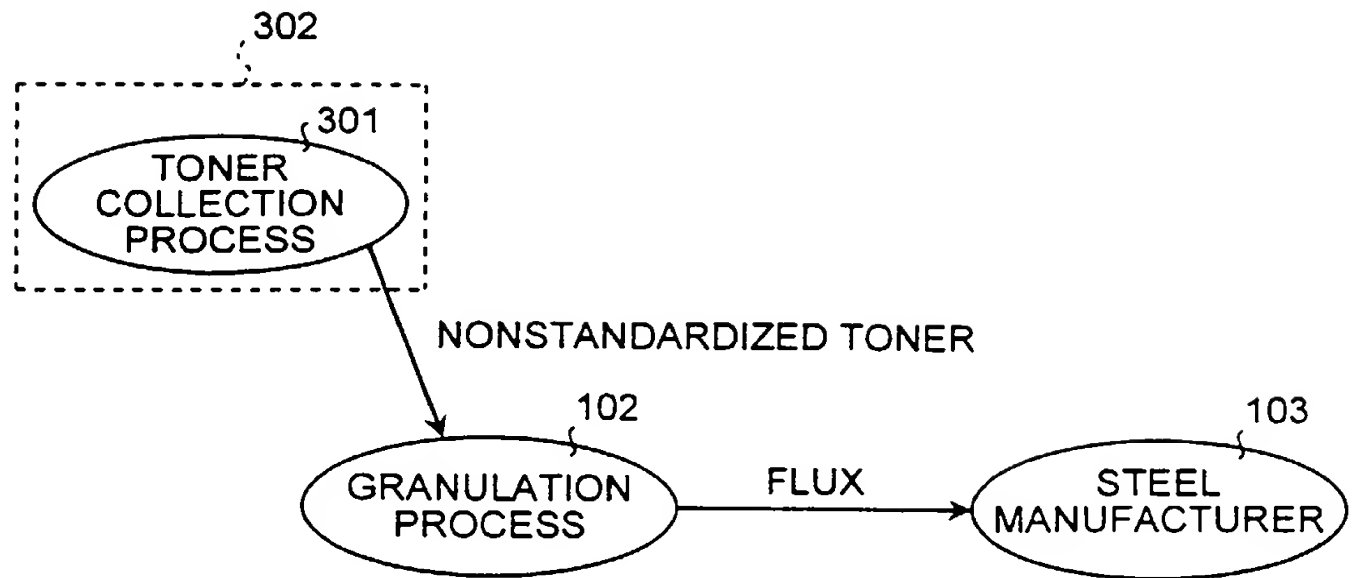 302
301
TONER
COLLECTION
PROCESS
NONSTANDARDIZED TONER
102
103
GRANULATION
PROCESS
FLUX
STEEL
MANUFACTURER